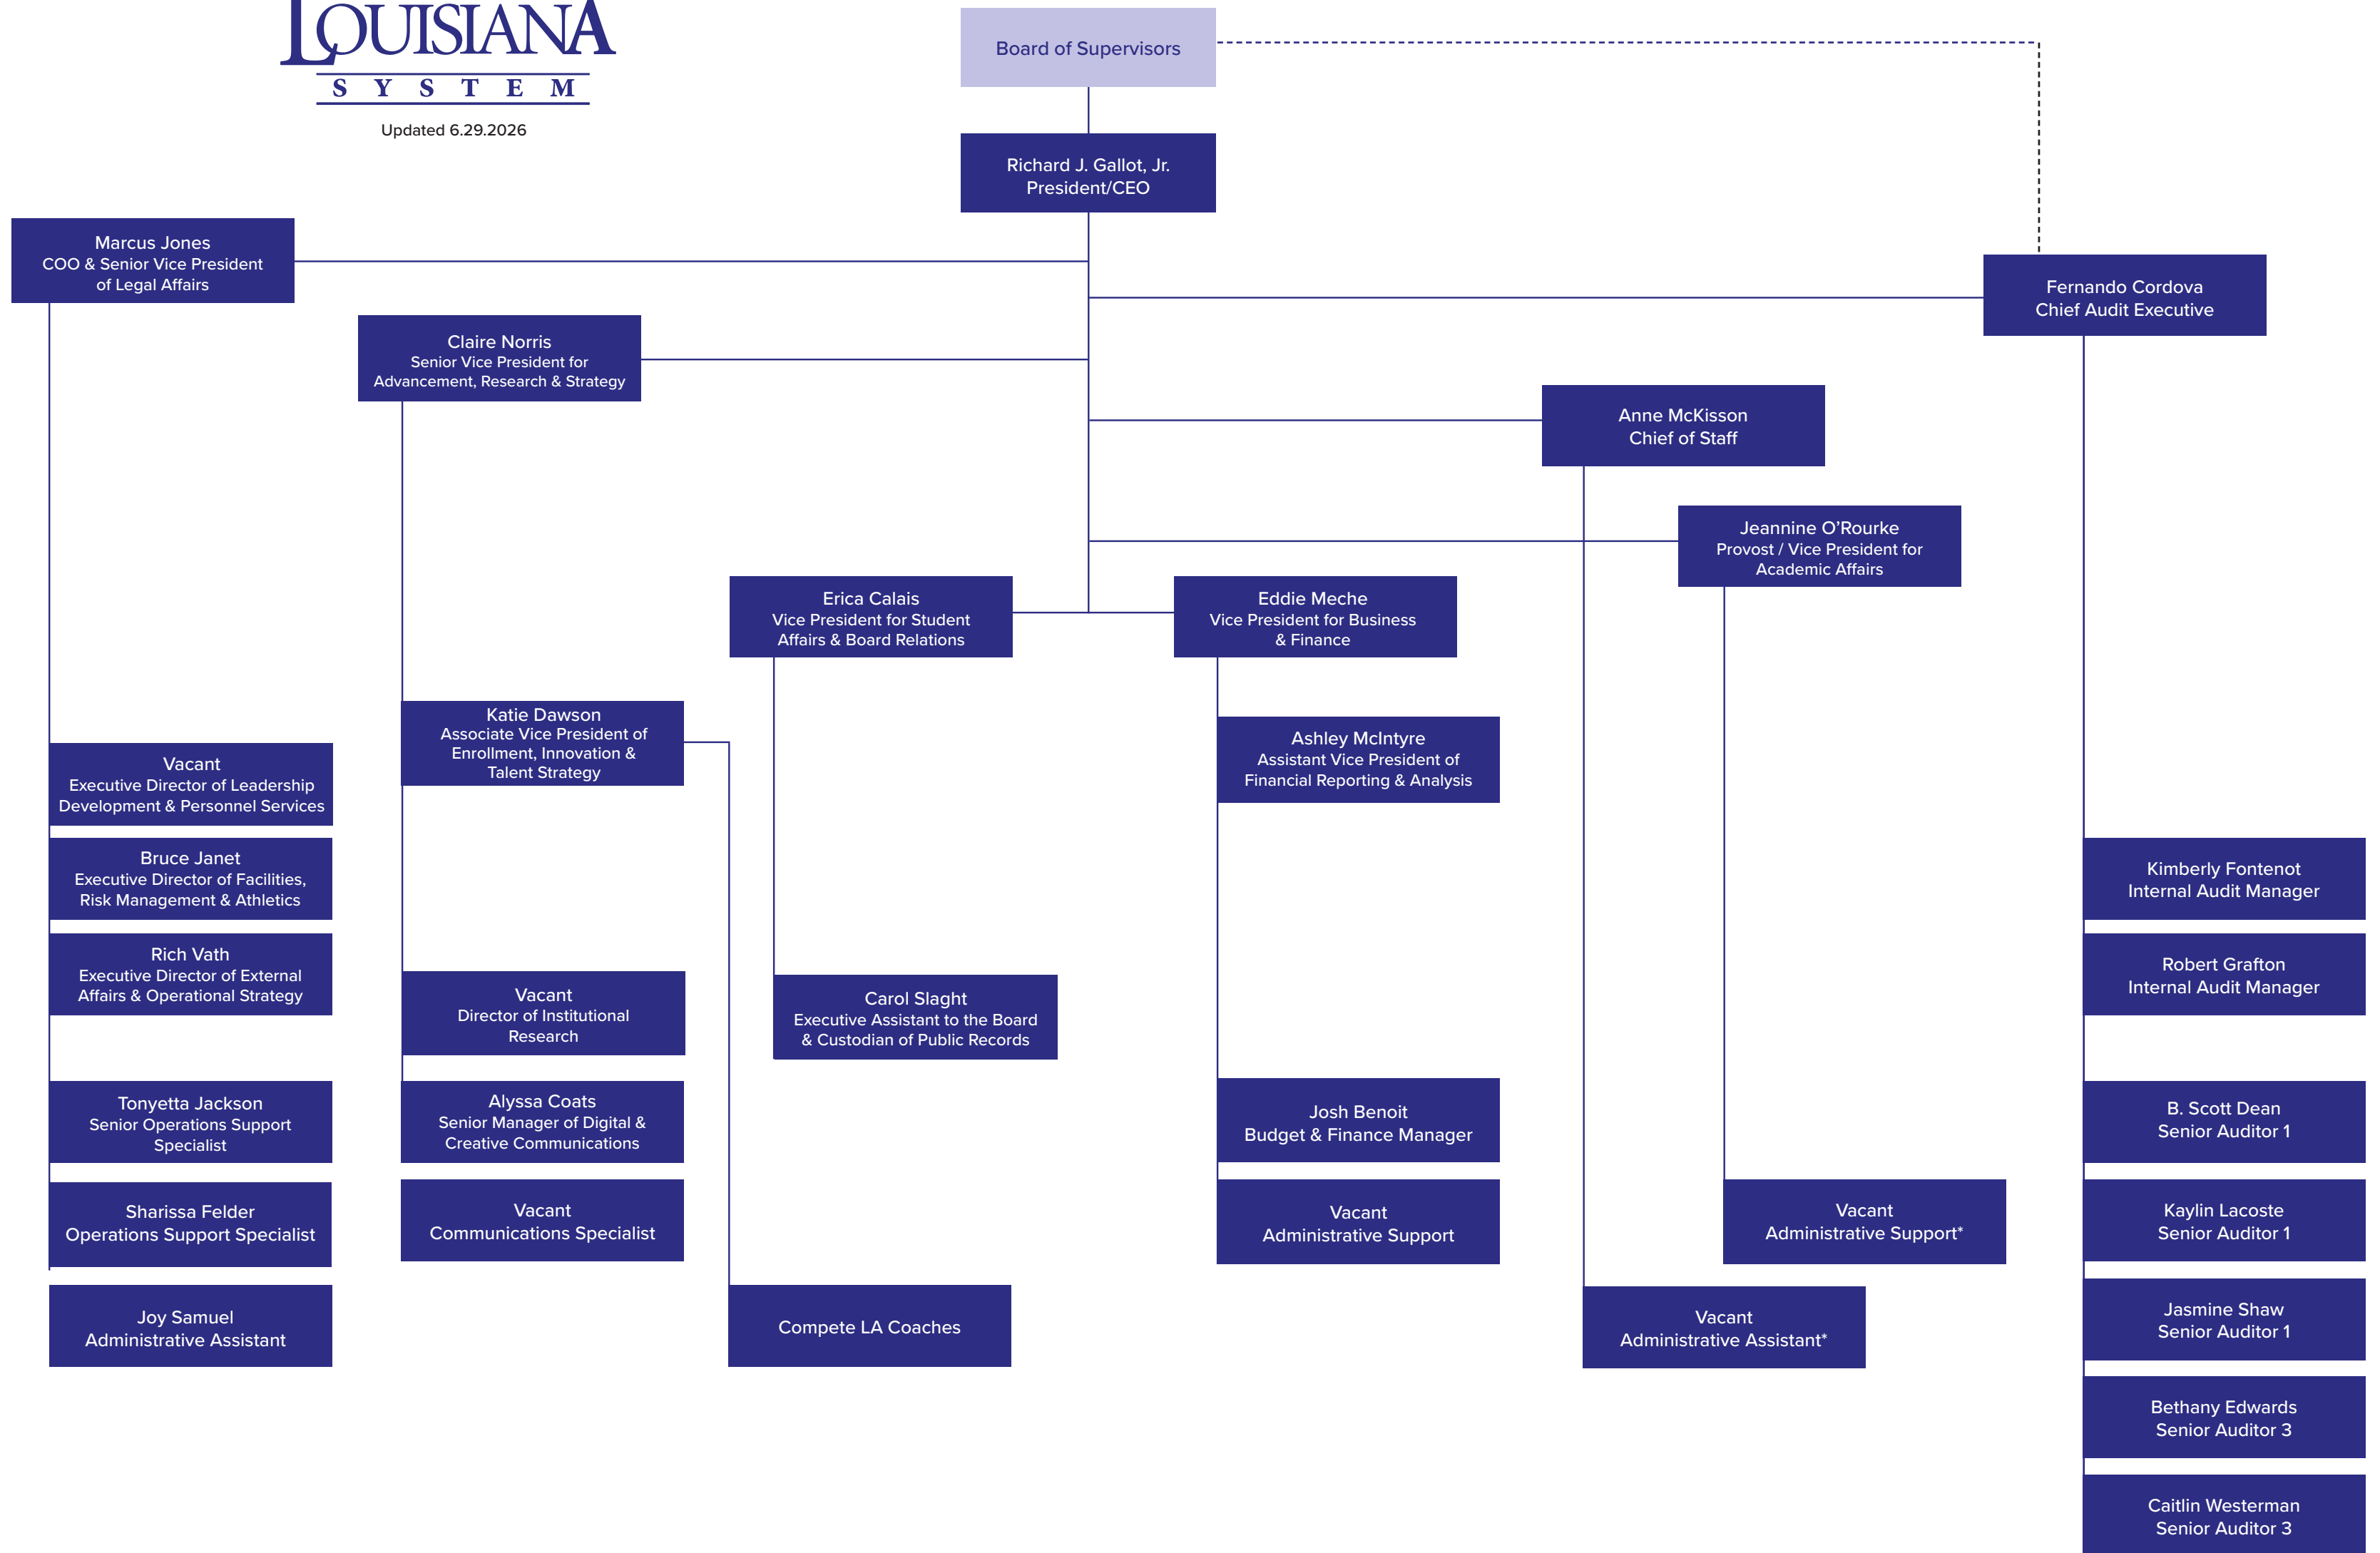 LOUISIANA
SYSTEM
Updated 6.29.2026
Board of Supervisors
Richard J. Gallot, Jr.
President/CEO
Marcus Jones
COO & Senior Vice President
of Legal Affairs
Fernando Cordova
Chief Audit Executive
Claire Norris
Senior Vice President for
Advancement, Research & Strategy
Anne McKisson
Chief of Staff
Jeannine O’Rourke
Provost / Vice President for
Academic Affairs
Erica Calais
Vice President for Student
Affairs & Board Relations
Eddie Meche
Vice President for Business
& Finance
Katie Dawson
Associate Vice President of
Enrollment, Innovation &
Talent Strategy
Ashley McIntyre
Assistant Vice President of
Financial Reporting & Analysis
Vacant
Executive Director of Leadership
Development & Personnel Services
Bruce Janet
Executive Director of Facilities,
Risk Management & Athletics
Kimberly Fontenot
Internal Audit Manager
Rich Vath
Executive Director of External
Affairs & Operational Strategy
Robert Grafton
Internal Audit Manager
Vacant
Director of Institutional
Research
Carol Slaght
Executive Assistant to the Board
& Custodian of Public Records
Tonyetta Jackson
Senior Operations Support
Specialist
Alyssa Coats
Senior Manager of Digital &
Creative Communications
Josh Benoit
Budget & Finance Manager
B. Scott Dean
Senior Auditor 1
Sharissa Felder
Operations Support Specialist
Vacant
Communications Specialist
Vacant
Administrative Support
Vacant
Administrative Support*
Kaylin Lacoste
Senior Auditor 1
Joy Samuel
Administrative Assistant
Compete LA Coaches
Vacant
Administrative Assistant*
Jasmine Shaw
Senior Auditor 1
Bethany Edwards
Senior Auditor 3
Caitlin Westerman
Senior Auditor 3